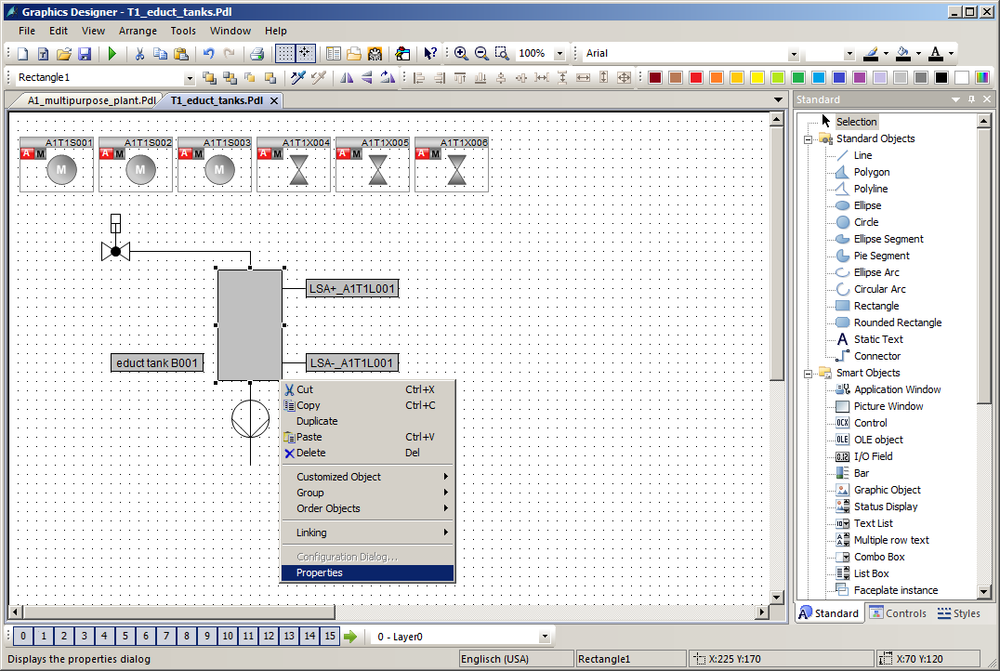 Graphics Designer - T1_educt_tanks.Pdl
File Edit View Arrange Tools Window Help
100% Arial
Rectangle1
A1_multipurpose_plant.Pdl T1_educt_tanks.Pdl
Standard
A1T1S001 A1T1S002 A1T1S003 A1T1X004 A1T1X005 A1T1X006
A M A M A M A M A M A M
M M M
LSA+_A1T1L001
educt tank B001
LSA-_A1T1L001
Cut Ctrl+X
Copy Ctrl+C
Duplicate
Paste Ctrl+V
Delete Del
Customized Object
Group
Order Objects
Linking
Configuration Dialog...
Properties
Selection
Standard Objects
Line
Polygon
Polyline
Ellipse
Circle
Ellipse Segment
Pie Segment
Ellipse Arc
Circular Arc
Rectangle
Rounded Rectangle
A Static Text
Connector
Smart Objects
Application Window
Picture Window
OCX Control
OLE OLE object
0.12 I/O Field
Bar
Graphic Object
Status Display
Text List
Multiple row text
Combo Box
List Box
Faceplate instance
Standard Controls Styles
0 1 2 3 4 5 6 7 8 9 10 11 12 13 14 15 0 - Layer0
Displays the properties dialog Englisch (USA) Rectangle1 X:225 Y:170 X:70 Y:120